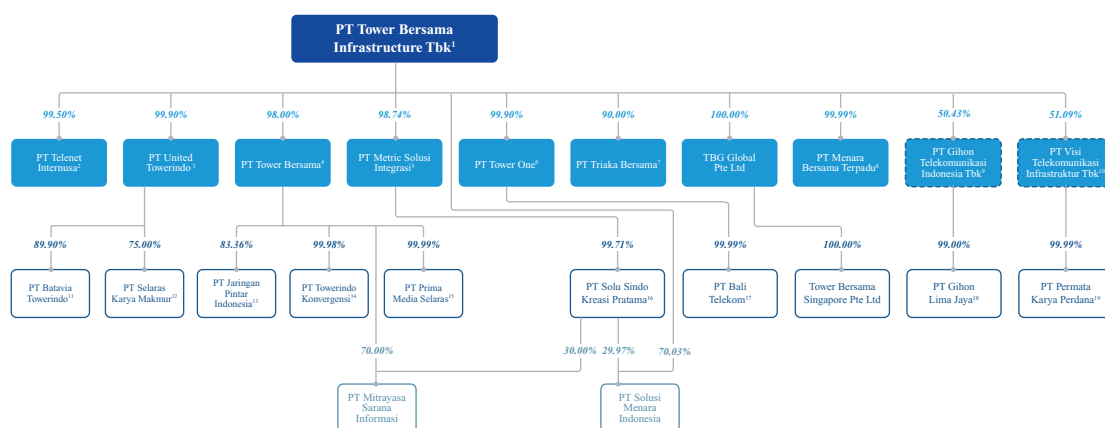 PT Tower Bersama
Infrastructure Tbk¹
99.50%
99.90%
98.00%
98.74%
99.90%
90.00%
100.00%
99.99%
50.43%
51.09%
PT Telenet
Internusa²
PT United
Towerindo ³
PT Tower Bersama⁴
PT Metric Solusi
Integrasi⁵
PT Tower One⁶
PT Triaka Bersama⁷
TBG Global
Pte Ltd
PT Menara
Bersama Terpadu⁸
PT Gihon
Telekomunikasi
Indonesia Tbk⁹
PT Visi
Telekomunikasi
Infrastruktur Tbk¹⁰
89.90%
75.00%
83.36%
99.98%
99.99%
99.71%
99.99%
100.00%
99.00%
99.99%
PT Batavia
Towerindo¹¹
PT Selaras
Karya Makmur¹²
PT Jaringan
Pintar
Indonesia¹³
PT Towerindo
Konvergensi¹⁴
PT Prima
Media Selaras¹⁵
PT Solu Sindo
Kreasi Pratama¹⁶
PT Bali
Telekom¹⁷
Tower Bersama
Singapore Pte Ltd
PT Gihon
Lima Jaya¹⁸
PT Permata
Karya Perdana¹⁹
70.00%
30.00%
29.97%
70.03%
PT Mitrayasa
Sarana
Informasi
PT Solusi
Menara
Indonesia